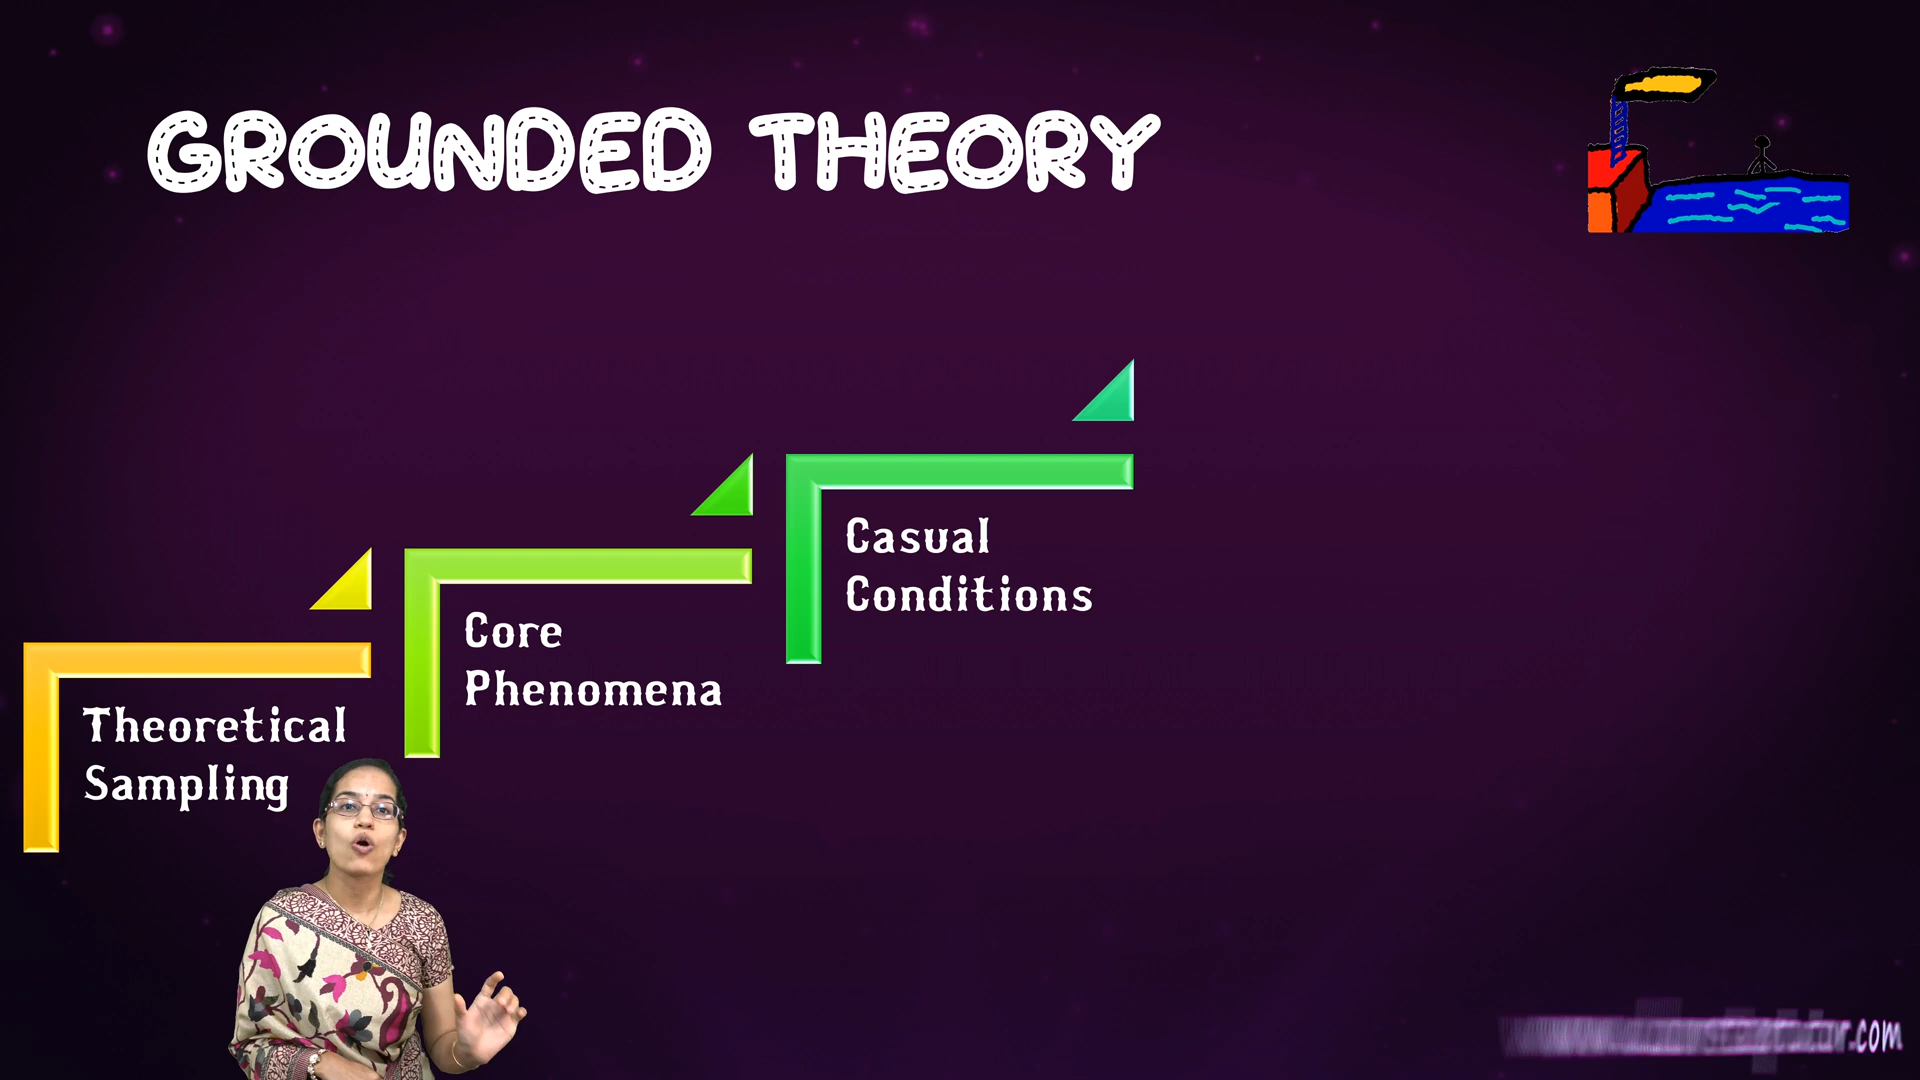 GROUNDED THEORY
Casual
Conditions
Core
Phenomena
Theoretical
Sampling
.com